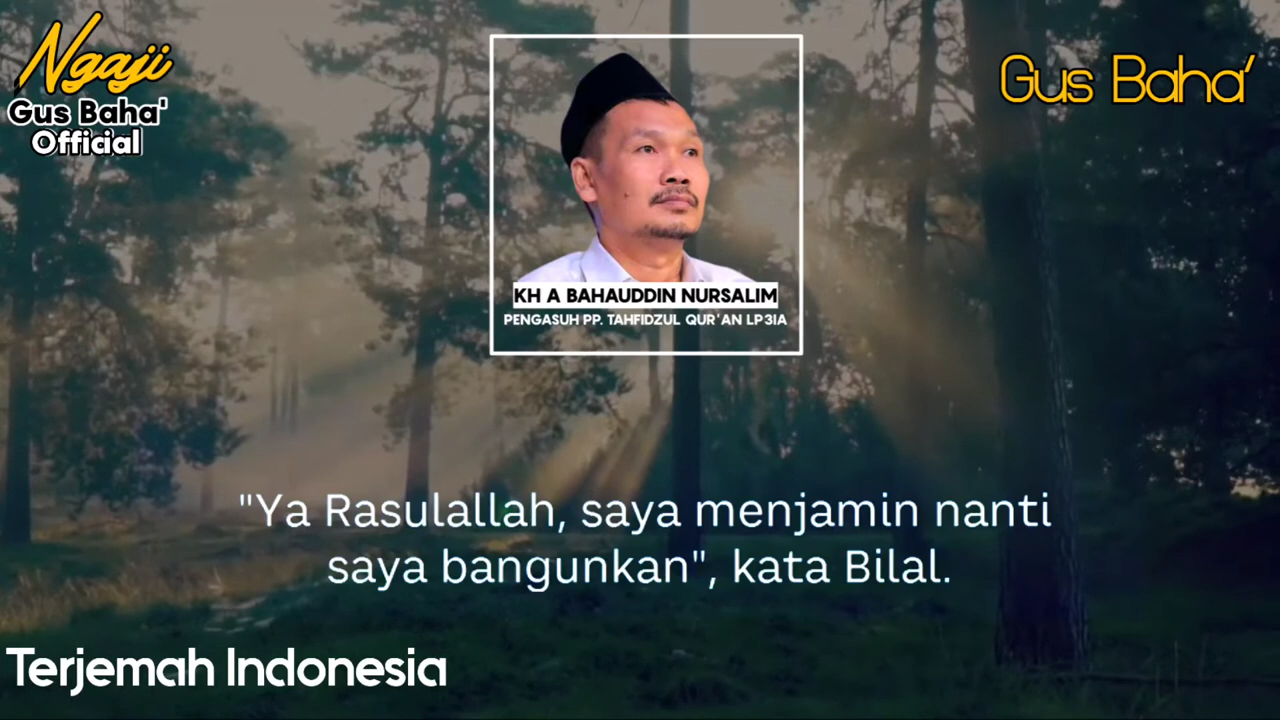 Ngaji
Gus Baha'
Official
Gus Baha'
KH A BAHAUDDIN NURSALIM
PENGASUH PP. TAHFIDZUL QUR'AN LP3IA
"Ya Rasulallah, saya menjamin nanti
saya bangunkan", kata Bilal.
Terjemah Indonesia